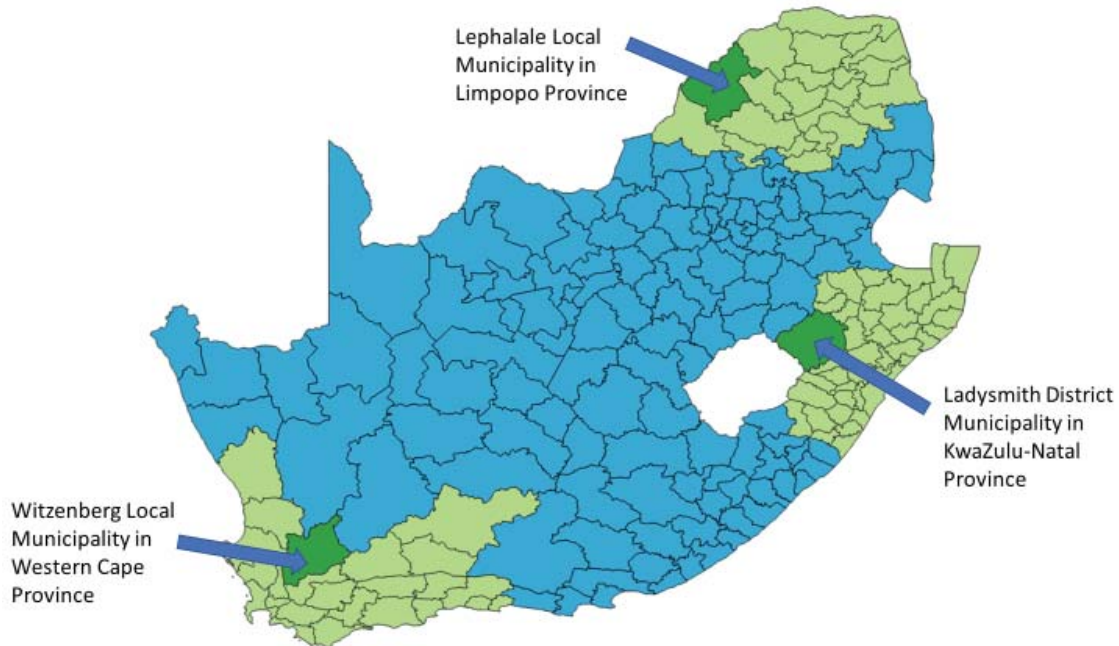 Lephalale Local
Municipality in
Limpopo Province
Ladysmith District
Municipality in
KwaZulu-Natal
Province
Witzenberg Local
Municipality in
Western Cape
Province